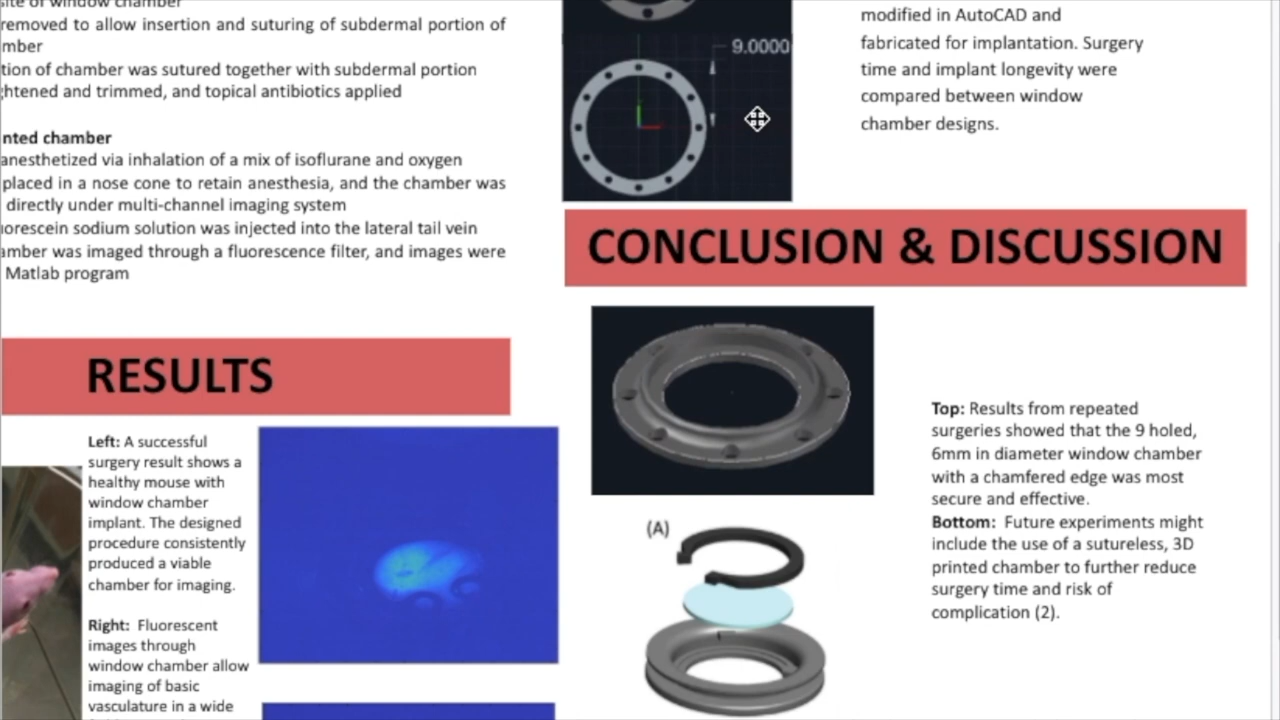 site of window chamber
removed to allow insertion and suturing of subdermal portion of
mber
tion of chamber was sutured together with subdermal portion
htened and trimmed, and topical antibiotics applied
nted chamber
anesthetized via inhalation of a mix of isoflurane and oxygen
placed in a nose cone to retain anesthesia, and the chamber was
directly under multi-channel imaging system
uorescein sodium solution was injected into the lateral tail vein
amber was imaged through a fluorescence filter, and images were
Matlab program
RESULTS
Left: A successful
surgery result shows a
healthy mouse with
window chamber
implant. The designed
procedure consistently
produced a viable
chamber for imaging.
Right: Fluorescent
images through
window chamber allow
imaging of basic
vasculature in a wide
9.0000
modified in AutoCAD and
fabricated for implantation. Surgery
time and implant longevity were
compared between window
chamber designs.
CONCLUSION & DISCUSSION
(A)
Top: Results from repeated
surgeries showed that the 9 holed,
6mm in diameter window chamber
with a chamfered edge was most
secure and effective.
Bottom: Future experiments might
include the use of a sutureless, 3D
printed chamber to further reduce
surgery time and risk of
complication (2).